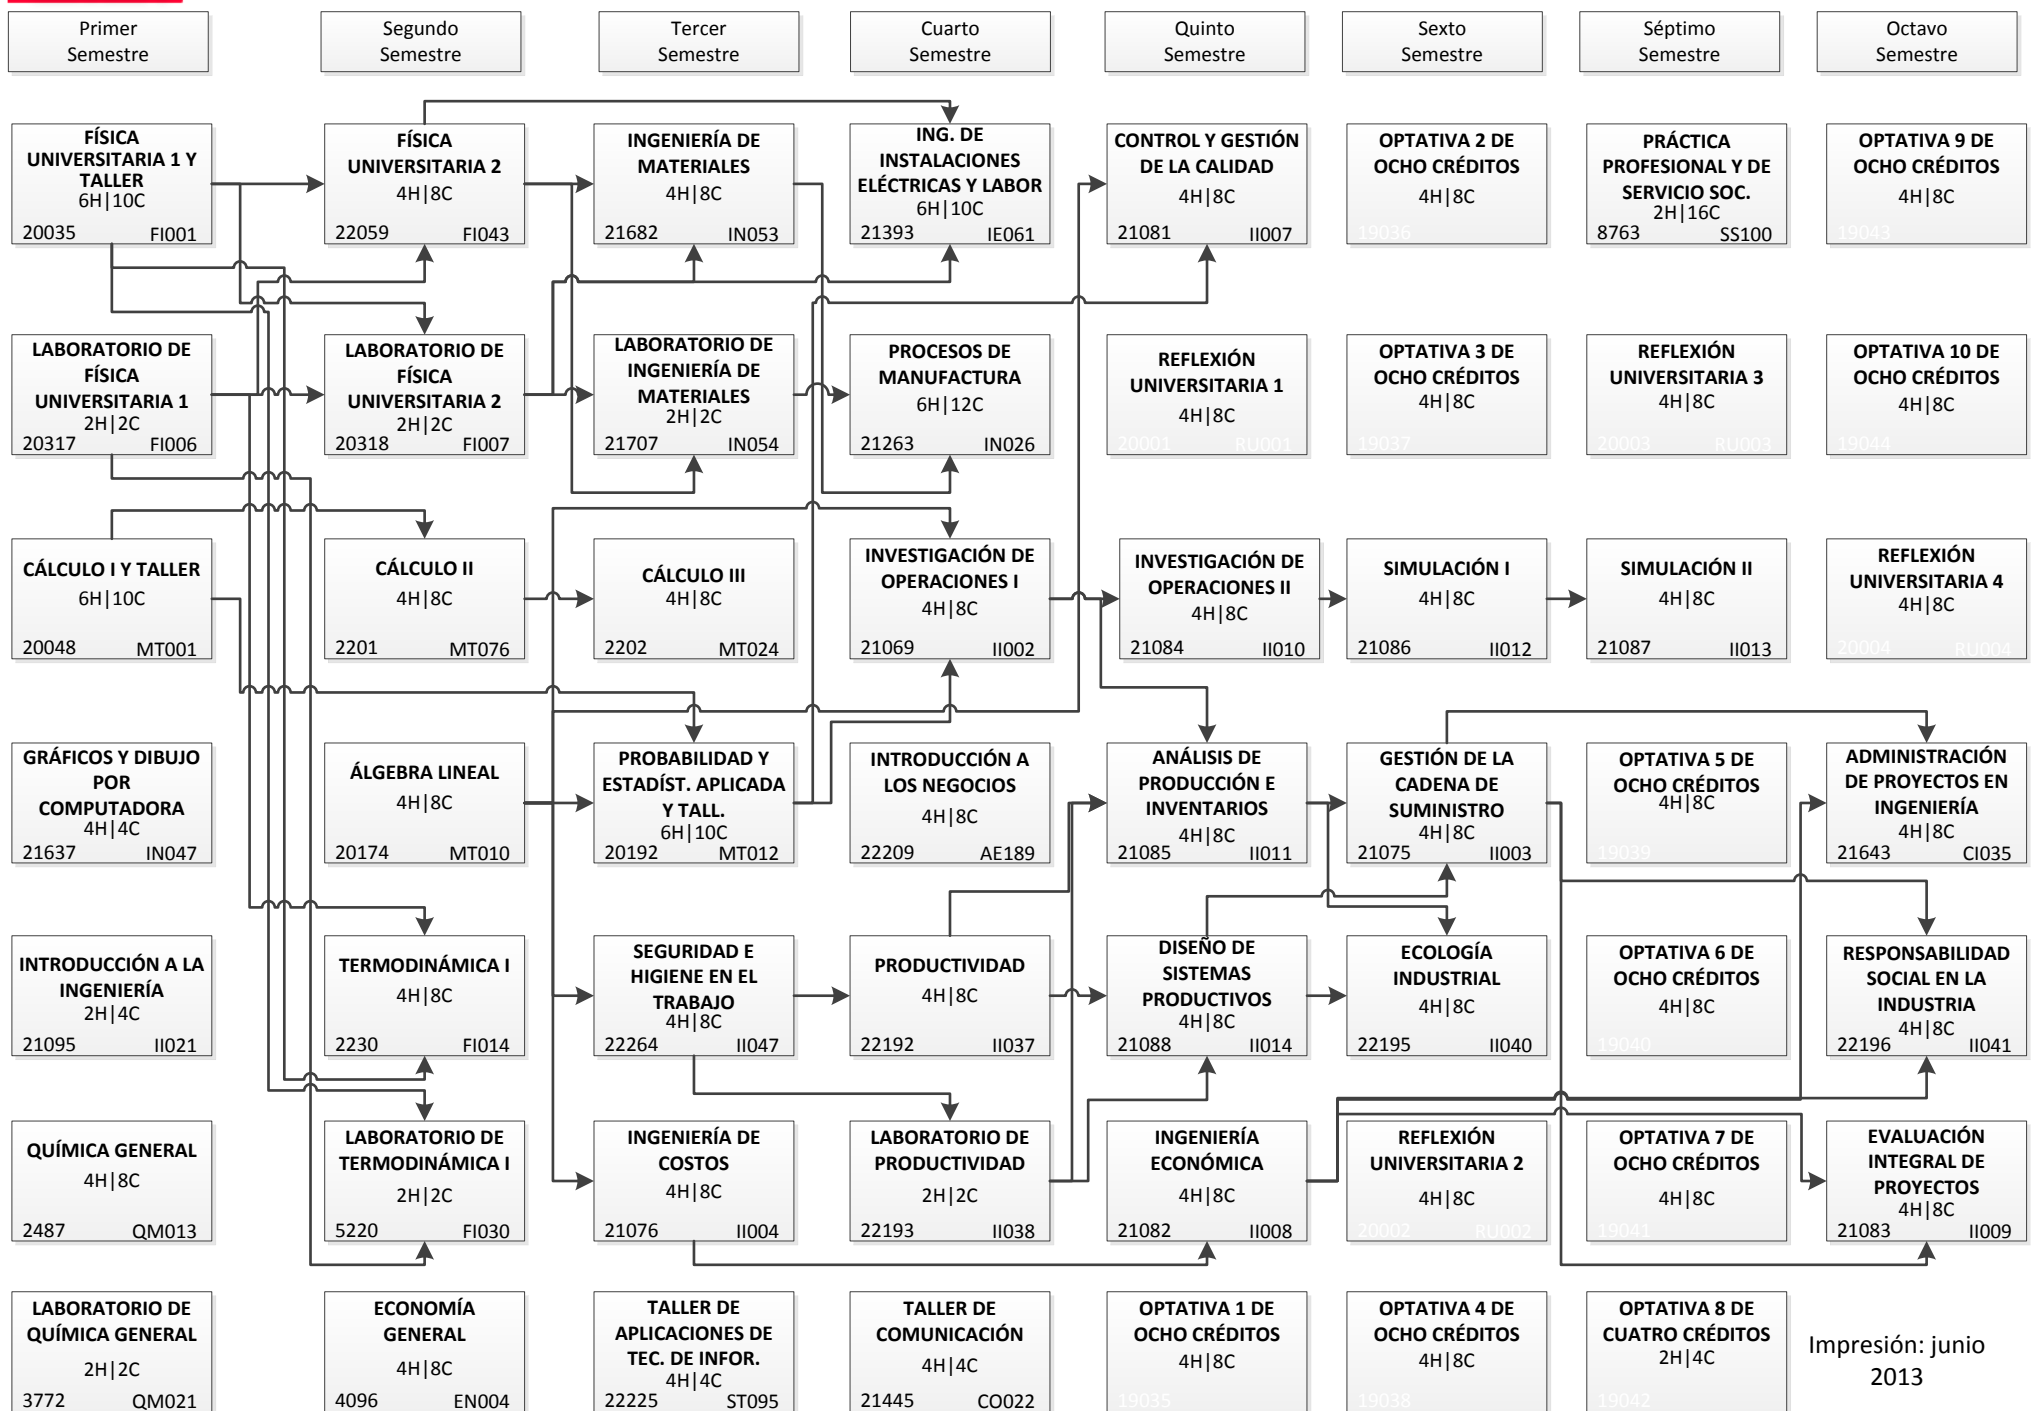 Primer
Semestre
Segundo
Semestre
Tercer
Semestre
Cuarto
Semestre
Quinto
Semestre
Sexto
Semestre
Séptimo
Semestre
Octavo
Semestre
FÍSICA
UNIVERSITARIA 1 Y
TALLER
6H|10C
20035 FI001
FÍSICA
UNIVERSITARIA 2
4H|8C
22059 FI043
INGENIERÍA DE
MATERIALES
4H|8C
21682 IN053
ING. DE
INSTALACIONES
ELÉCTRICAS Y LABOR
6H|10C
21393 IE061
CONTROL Y GESTIÓN
DE LA CALIDAD
4H|8C
21081 II007
OPTATIVA 2 DE
OCHO CRÉDITOS
4H|8C
19036
PRÁCTICA
PROFESIONAL Y DE
SERVICIO SOC.
2H|16C
8763 SS100
OPTATIVA 9 DE
OCHO CRÉDITOS
4H|8C
19043
LABORATORIO DE
FÍSICA
UNIVERSITARIA 1
2H|2C
20317 FI006
LABORATORIO DE
FÍSICA
UNIVERSITARIA 2
2H|2C
20318 FI007
LABORATORIO DE
INGENIERÍA DE
MATERIALES
2H|2C
21707 IN054
PROCESOS DE
MANUFACTURA
6H|12C
21263 IN026
REFLEXIÓN
UNIVERSITARIA 1
4H|8C
20001 RU001
OPTATIVA 3 DE
OCHO CRÉDITOS
4H|8C
19037
REFLEXIÓN
UNIVERSITARIA 3
4H|8C
20003 RU003
OPTATIVA 10 DE
OCHO CRÉDITOS
4H|8C
19044
CÁLCULO I Y TALLER
6H|10C
20048 MT001
CÁLCULO II
4H|8C
2201 MT076
CÁLCULO III
4H|8C
2202 MT024
INVESTIGACIÓN DE
OPERACIONES I
4H|8C
21069 II002
INVESTIGACIÓN DE
OPERACIONES II
4H|8C
21084 II010
SIMULACIÓN I
4H|8C
21086 II012
SIMULACIÓN II
4H|8C
21087 II013
REFLEXIÓN
UNIVERSITARIA 4
4H|8C
20004 RU004
GRÁFICOS Y DIBUJO
POR
COMPUTADORA
4H|4C
21637 IN047
ÁLGEBRA LINEAL
4H|8C
20174 MT010
PROBABILIDAD Y
ESTADÍST. APLICADA
Y TALL.
6H|10C
20192 MT012
INTRODUCCIÓN A
LOS NEGOCIOS
4H|8C
22209 AE189
ANÁLISIS DE
PRODUCCIÓN E
INVENTARIOS
4H|8C
21085 II011
GESTIÓN DE LA
CADENA DE
SUMINISTRO
4H|8C
21075 II003
OPTATIVA 5 DE
OCHO CRÉDITOS
4H|8C
19039
ADMINISTRACIÓN
DE PROYECTOS EN
INGENIERÍA
4H|8C
21643 CI035
INTRODUCCIÓN A LA
INGENIERÍA
2H|4C
21095 II021
TERMODINÁMICA I
4H|8C
2230 FI014
SEGURIDAD E
HIGIENE EN EL
TRABAJO
4H|8C
22264 II047
PRODUCTIVIDAD
4H|8C
22192 II037
DISEÑO DE
SISTEMAS
PRODUCTIVOS
4H|8C
21088 II014
ECOLOGÍA
INDUSTRIAL
4H|8C
22195 II040
OPTATIVA 6 DE
OCHO CRÉDITOS
4H|8C
19040
RESPONSABILIDAD
SOCIAL EN LA
INDUSTRIA
4H|8C
22196 II041
QUÍMICA GENERAL
4H|8C
2487 QM013
LABORATORIO DE
TERMODINÁMICA I
2H|2C
5220 FI030
INGENIERÍA DE
COSTOS
4H|8C
21076 II004
LABORATORIO DE
PRODUCTIVIDAD
2H|2C
22193 II038
INGENIERÍA
ECONÓMICA
4H|8C
21082 II008
REFLEXIÓN
UNIVERSITARIA 2
4H|8C
20002 RU002
OPTATIVA 7 DE
OCHO CRÉDITOS
4H|8C
19041
EVALUACIÓN
INTEGRAL DE
PROYECTOS
4H|8C
21083 II009
LABORATORIO DE
QUÍMICA GENERAL
2H|2C
3772 QM021
ECONOMÍA
GENERAL
4H|8C
4096 EN004
TALLER DE
APLICACIONES DE
TEC. DE INFOR.
4H|4C
22225 ST095
TALLER DE
COMUNICACIÓN
4H|4C
21445 CO022
OPTATIVA 1 DE
OCHO CRÉDITOS
4H|8C
19035
OPTATIVA 4 DE
OCHO CRÉDITOS
4H|8C
19038
OPTATIVA 8 DE
CUATRO CRÉDITOS
2H|4C
19042
Impresión: junio
2013